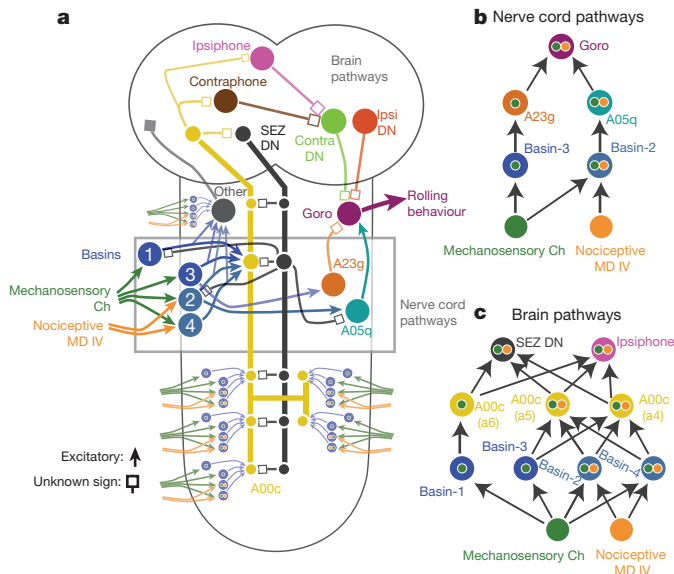 a
Ipsiphone
Brain
pathways
Contraphone
SEZ
DN
Contra
DN
Ipsi
DN
Other
Goro
Rolling
behaviour
Basins
1
3
2
4
Mechanosensory
Ch
Nociceptive
MD IV
A23g
A05q
Nerve cord
pathways
Excitatory:
Unknown sign:
A00c
b Nerve cord pathways
Goro
A23g
A05q
Basin-3
Basin-2
Mechanosensory Ch
Nociceptive
MD IV
c Brain pathways
SEZ DN
Ipsiphone
A00c
(a6)
A00c
(a5)
A00c
(a4)
Basin-3
Basin-2
Basin-4
Basin-1
Mechanosensory Ch
Nociceptive
MD IV